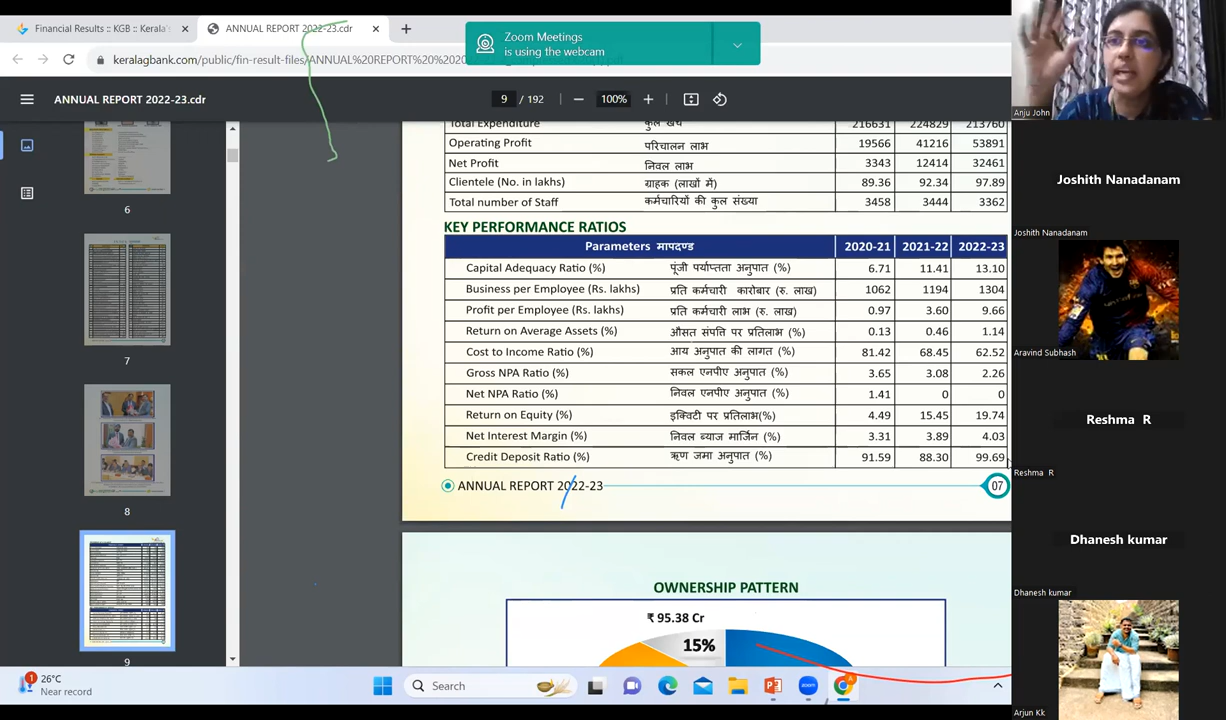 Financial Results :: KGB :: Kerala's
ANNUAL REPORT 2022-23.cdr
Zoom Meetings
is using the webcam
keralagbank.com/public/fin-result-files/ANNUAL%20REPORT%20%2020
ANNUAL REPORT 2022-23.cdr
9 / 192
100%
Anju John
Total Expenditure कुल खर्च 216631 224829 213760
Operating Profit परिचालन लाभ 19566 41216 53891
Net Profit निवल लाभ 3343 12414 32461
Clientele (No. in lakhs) ग्राहक (लाखों में) 89.36 92.34 97.89
Total number of Staff कर्मचारियों की कुल संख्या 3458 3444 3362
KEY PERFORMANCE RATIOS
Parameters मापदण्ड 2020-21 2021-22 2022-23
Capital Adequacy Ratio (%) पूंजी पर्याप्तता अनुपात (%) 6.71 11.41 13.10
Business per Employee (Rs. lakhs) प्रति कर्मचारी कारोबार (रु. लाख) 1062 1194 1304
Profit per Employee (Rs. lakhs) प्रति कर्मचारी लाभ (रु. लाख) 0.97 3.60 9.66
Return on Average Assets (%) औसत संपत्ति पर प्रतिलाभ (%) 0.13 0.46 1.14
Cost to Income Ratio (%) आय अनुपात की लागत (%) 81.42 68.45 62.52
Gross NPA Ratio (%) सकल एनपीए अनुपात (%) 3.65 3.08 2.26
Net NPA Ratio (%) निवल एनपीए अनुपात (%) 1.41 0 0
Return on Equity (%) इक्विटी पर प्रतिलाभ(%) 4.49 15.45 19.74
Net Interest Margin (%) निवल ब्याज मार्जिन (%) 3.31 3.89 4.03
Credit Deposit Ratio (%) ऋण जमा अनुपात (%) 91.59 88.30 99.69
ANNUAL REPORT 2022-23 07
OWNERSHIP PATTERN
₹ 95.38 Cr
15%
6
7
8
9
Joshith Nanadanam
Joshith Nanadanam
Aravind Subhash
Reshma R
Reshma R
Dhanesh kumar
Dhanesh kumar
Arjun Kk
1
26°C
Near record
Search